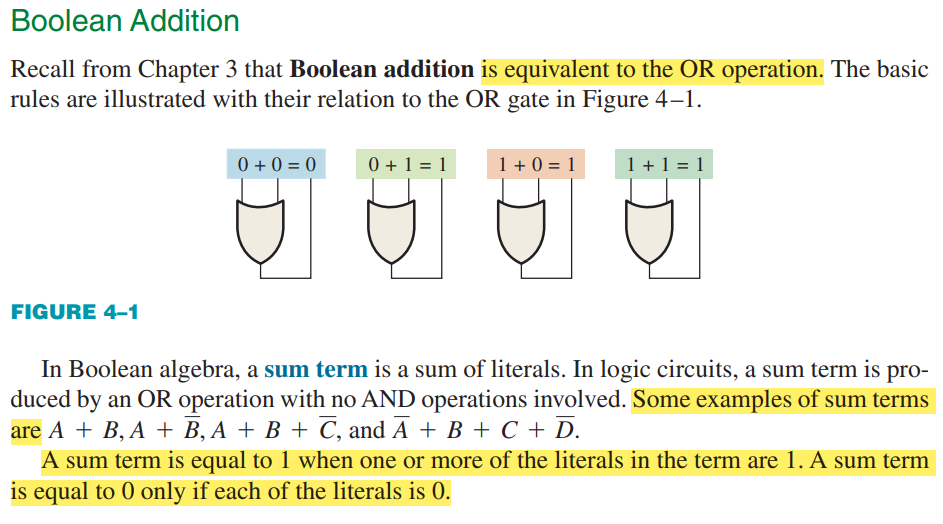 Boolean Addition
Recall from Chapter 3 that Boolean addition is equivalent to the OR operation. The basic
rules are illustrated with their relation to the OR gate in Figure 4–1.
0 + 0 = 0
0 + 1 = 1
1 + 0 = 1
1 + 1 = 1
FIGURE 4–1
In Boolean algebra, a sum term is a sum of literals. In logic circuits, a sum term is pro-
duced by an OR operation with no AND operations involved. Some examples of sum terms
are A + B, A + B̅, A + B + C̅, and A̅ + B + C + D̅.
A sum term is equal to 1 when one or more of the literals in the term are 1. A sum term
is equal to 0 only if each of the literals is 0.